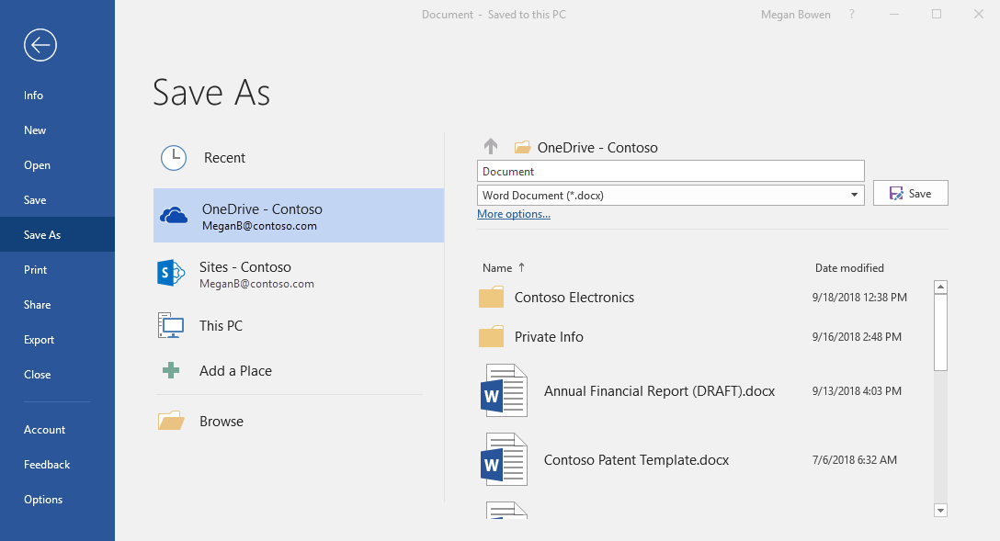 Document - Saved to this PC
Megan Bowen
?
Info
New
Open
Save
Save As
Print
Share
Export
Close
Account
Feedback
Options
Save As
Recent
OneDrive - Contoso
MeganB@contoso.com
S
Sites - Contoso
MeganB@contoso.com
This PC
Add a Place
Browse
OneDrive - Contoso
Document
Word Document (*.docx)
Save
More options...
Name Date modified
Contoso Electronics 9/18/2018 12:38 PM
Private Info 9/16/2018 2:48 PM
W Annual Financial Report (DRAFT).docx 9/13/2018 4:03 PM
W Contoso Patent Template.docx 7/6/2018 6:32 AM